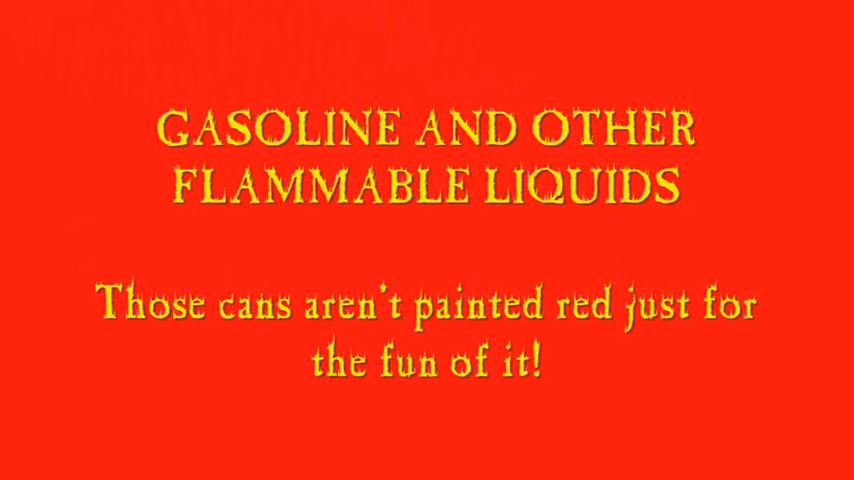 GASOLINE AND OTHER
FLAMMABLE LIQUIDS
Those cans aren't painted red just for
the fun of it!